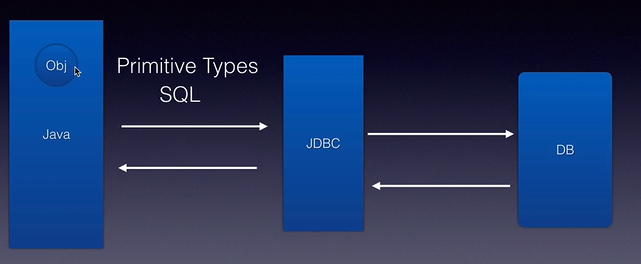 Obj
Java
Primitive Types
SQL
JDBC
DB